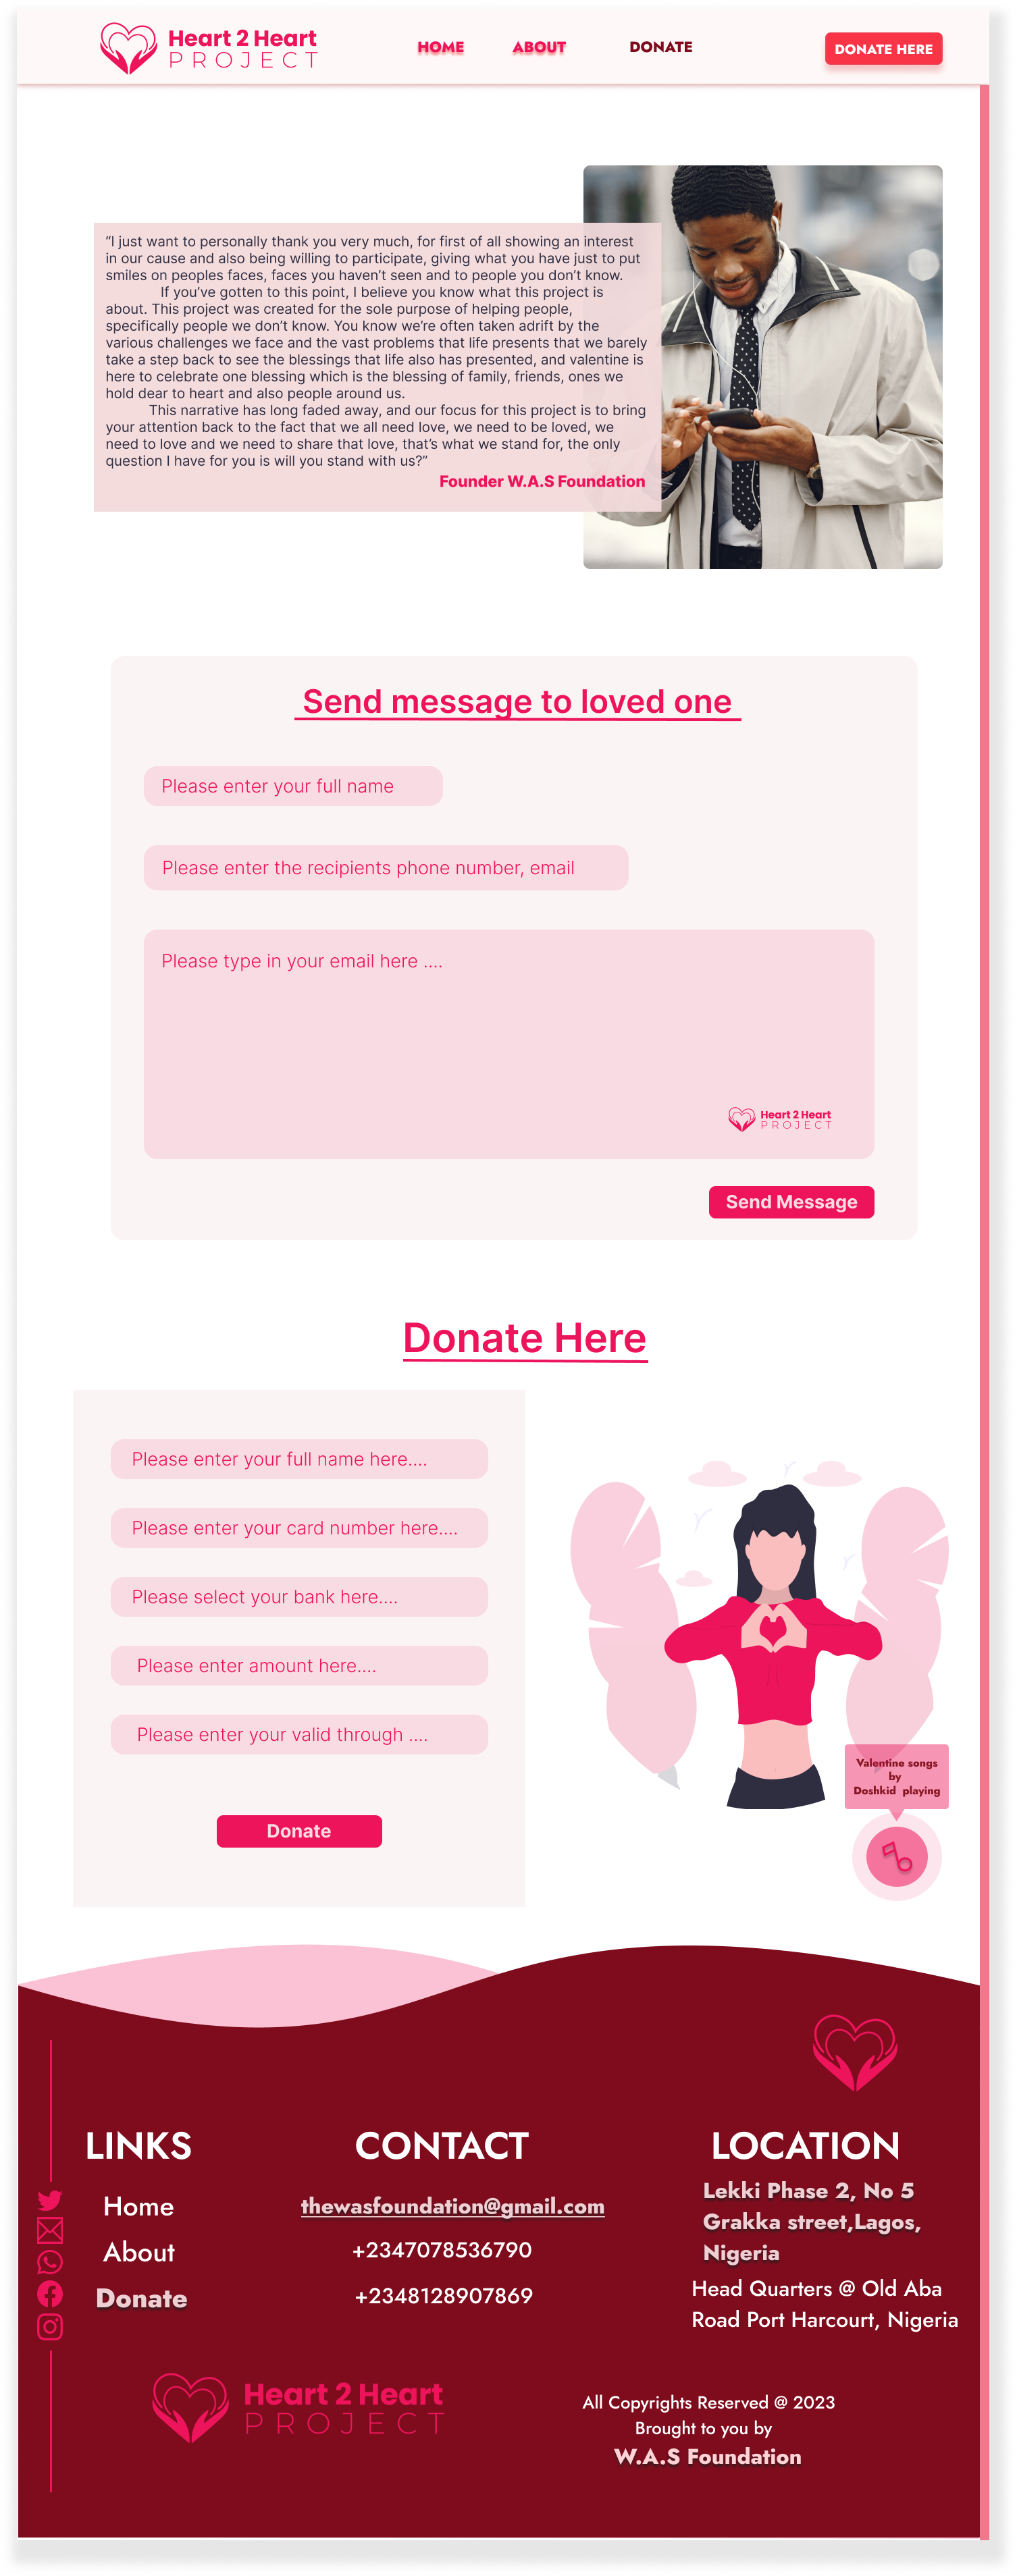 Heart 2 Heart
PROJECT
HOME
ABOUT
DONATE
DONATE HERE
“I just want to personally thank you very much, for first of all showing an interest
in our cause and also being willing to participate, giving what you have just to put
smiles on peoples faces, faces you haven’t seen and to people you don’t know.
If you’ve gotten to this point, I believe you know what this project is
about. This project was created for the sole purpose of helping people,
specifically people we don’t know. You know we’re often taken adrift by the
various challenges we face and the vast problems that life presents that we barely
take a step back to see the blessings that life also has presented, and valentine is
here to celebrate one blessing which is the blessing of family, friends, ones we
hold dear to heart and also people around us.
This narrative has long faded away, and our focus for this project is to bring
your attention back to the fact that we all need love, we need to be loved, we
need to love and we need to share that love, that’s what we stand for, the only
question I have for you is will you stand with us?”
Founder W.A.S Foundation
Send message to loved one
Please enter your full name
Please enter the recipients phone number, email
Please type in your email here ....
Heart 2 Heart
PROJECT
Send Message
Donate Here
Please enter your full name here....
Please enter your card number here....
Please select your bank here....
Please enter amount here....
Please enter your valid through ....
Donate
Valentine songs
by
Doshkid playing
LINKS
Home
About
Donate
CONTACT
thewasfoundation@gmail.com
+2347078536790
+2348128907869
LOCATION
Lekki Phase 2, No 5
Grakka street,Lagos,
Nigeria
Head Quarters @ Old Aba
Road Port Harcourt, Nigeria
Heart 2 Heart
PROJECT
All Copyrights Reserved @ 2023
Brought to you by
W.A.S Foundation